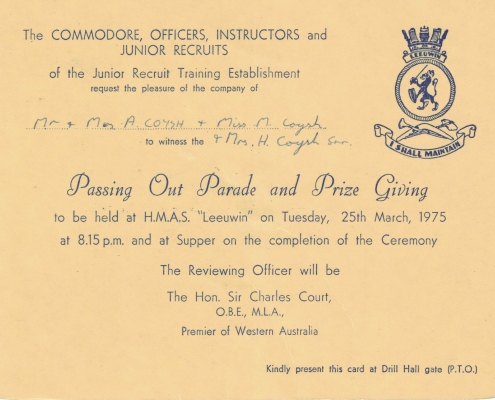 The COMMODORE, OFFICERS, INSTRUCTORS and
JUNIOR RECRUITS
of the Junior Recruit Training Establishment
request the pleasure of the company of
Mr & Mrs A COYSH & Miss M. Coysh
to witness the & Mrs. H. Coysh Snr.
Passing Out Parade and Prize Giving
to be held at H.M.A.S. "Leeuwin" on Tuesday, 25th March, 1975
at 8.15 p.m. and at Supper on the completion of the Ceremony
The Reviewing Officer will be
The Hon. Sir Charles Court,
O.B.E., M.L.A.,
Premier of Western Australia
Kindly present this card at Drill Hall gate (P.T.O.)
LEEUWIN
I SHALL MAINTAIN